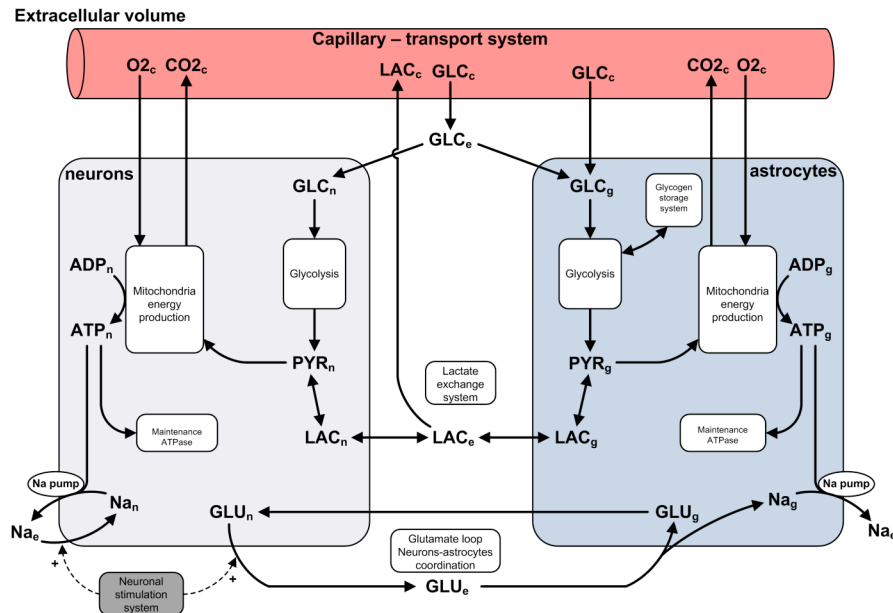 Extracellular volume
Capillary – transport system
O2c CO2c LACc GLCc GLCc CO2c O2c
GLCe
neurons
astrocytes
GLCn
GLCg
Glycogen
storage
system
ADPn
Mitochondria
energy
production
Glycolysis
Glycolysis
Mitochondria
energy
production
ADPg
ATPn
ATPg
PYRn
PYRg
Lactate
exchange
system
Maintenance
ATPase
LACn
LACe
LACg
Maintenance
ATPase
Na pump
Na pump
Nan
Nag
Nae
Nae
GLUn
GLUg
Glutamate loop
Neurons-astrocytes
coordination
+
+
Neuronal
stimulation
system
GLUe